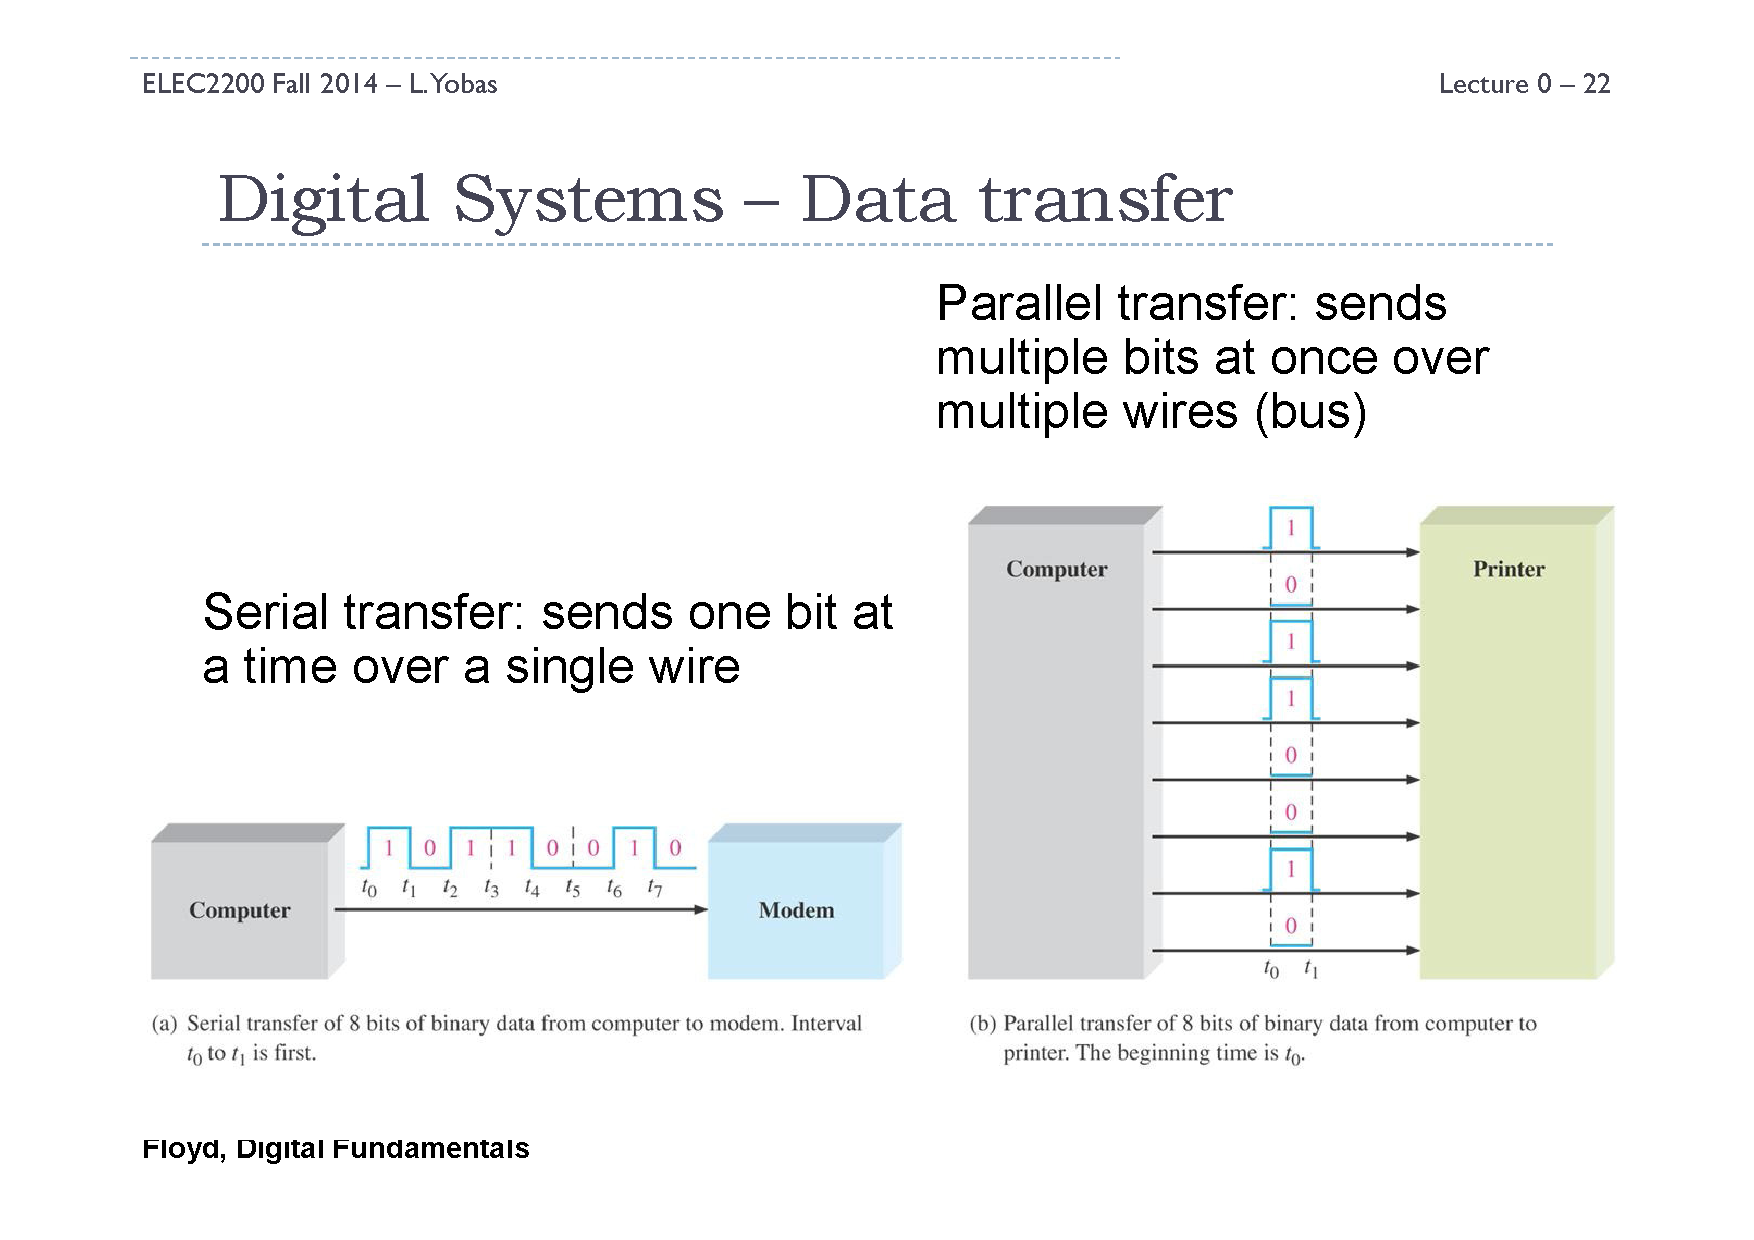 ELEC2200 Fall 2014 – L.Yobas
Lecture 0 – 22
Digital Systems – Data transfer
Parallel transfer: sends
multiple bits at once over
multiple wires (bus)
Serial transfer: sends one bit at
a time over a single wire
1 0 1 1 0 0 1 0
t0 t1 t2 t3 t4 t5 t6 t7
Computer
Modem
(a) Serial transfer of 8 bits of binary data from computer to modem. Interval
t0 to t1 is first.
Computer
Printer
1
0
1
1
0
0
1
0
t0 t1
(b) Parallel transfer of 8 bits of binary data from computer to
printer. The beginning time is t0.
Floyd, Digital Fundamentals